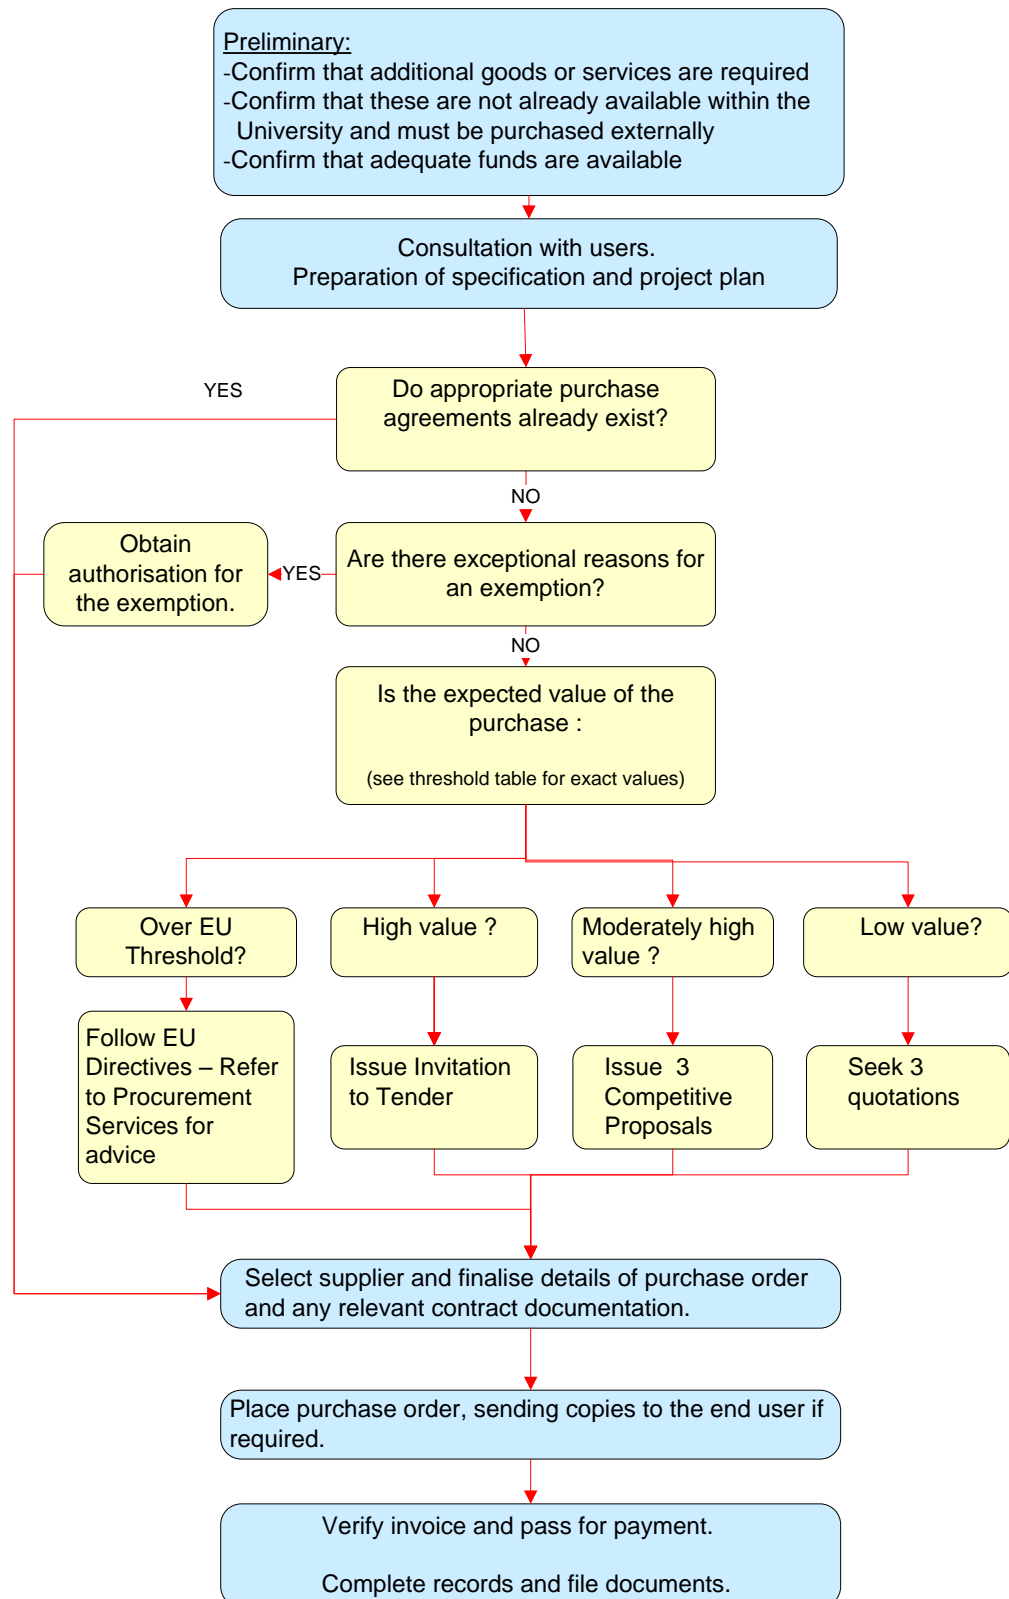 Preliminary:
-Confirm that additional goods or services are required
-Confirm that these are not already available within the
University and must be purchased externally
-Confirm that adequate funds are available
Consultation with users.
Preparation of specification and project plan
YES
Do appropriate purchase
agreements already exist?
NO
Obtain
authorisation for
the exemption.
YES
Are there exceptional reasons for
an exemption?
NO
Is the expected value of the
purchase :
(see threshold table for exact values)
Over EU
Threshold?
High value ?
Moderately high
value ?
Low value?
Follow EU
Directives – Refer
to Procurement
Services for
advice
Issue Invitation
to Tender
Issue 3
Competitive
Proposals
Seek 3
quotations
Select supplier and finalise details of purchase order
and any relevant contract documentation.
Place purchase order, sending copies to the end user if
required.
Verify invoice and pass for payment.
Complete records and file documents.